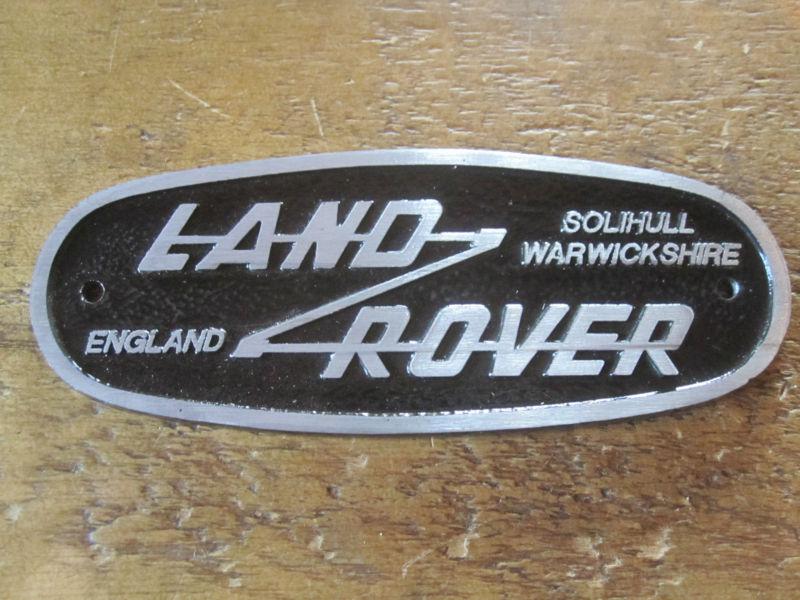 LAND
SOLIHULL
WARWICKSHIRE
ENGLAND
ROVER